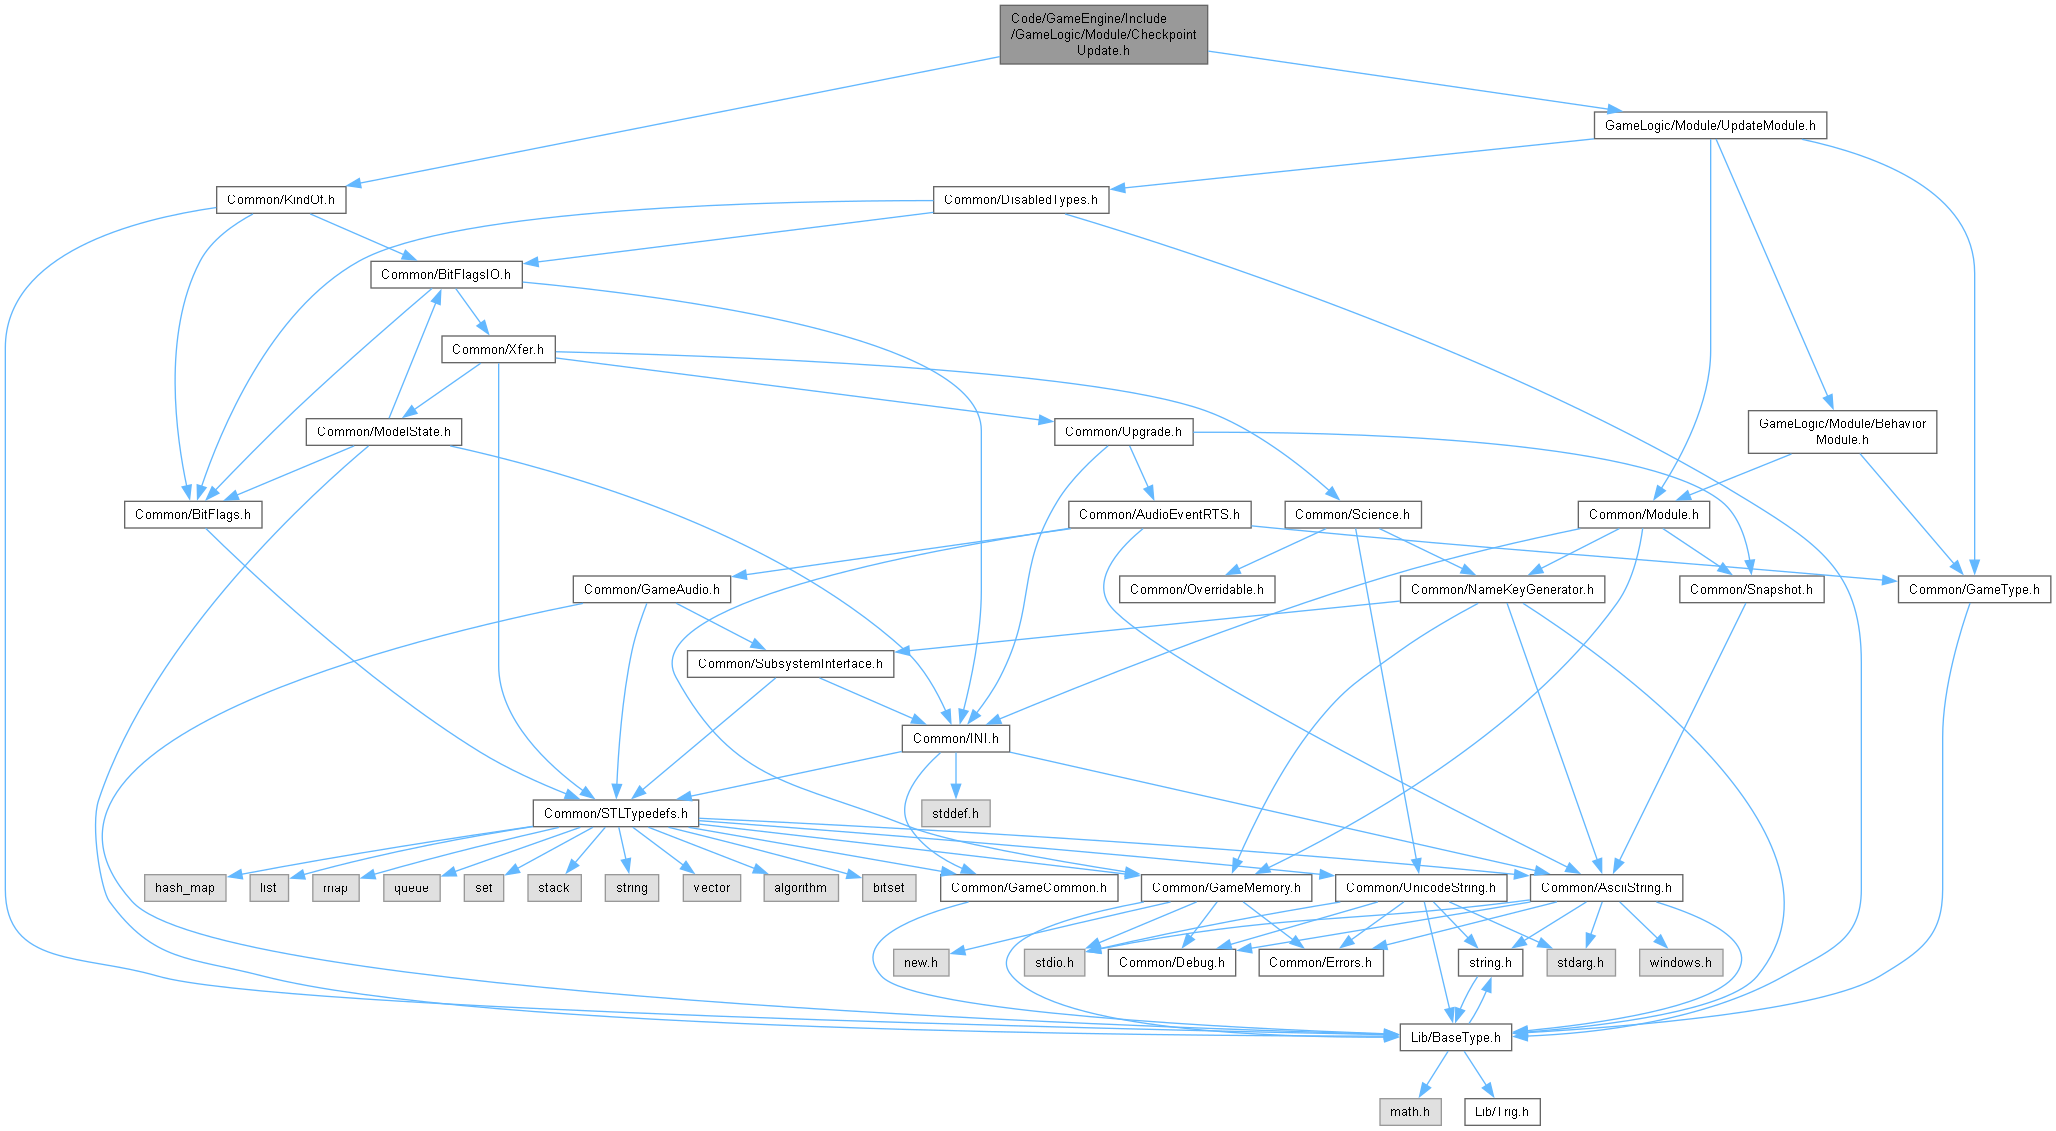 Code/GameEngine/Include
/GameLogic/Module/Checkpoint
Update.h
GameLogic/Module/UpdateModule.h
Common/KindOf.h
Common/DisabledTypes.h
Common/BitFlagsIO.h
Common/Xfer.h
Common/ModelState.h
Common/Upgrade.h
GameLogic/Module/Behavior
Module.h
Common/BitFlags.h
Common/AudioEventRTS.h
Common/Science.h
Common/Module.h
Common/GameAudio.h
Common/Overridable.h
Common/NameKeyGenerator.h
Common/Snapshot.h
Common/GameType.h
Common/SubsystemInterface.h
Common/INI.h
Common/STLTypedefs.h
stddef.h
hash_map
list
map
queue
set
stack
string
vector
algorithm
bitset
Common/GameCommon.h
Common/GameMemory.h
Common/UnicodeString.h
Common/AsciiString.h
new.h
stdio.h
Common/Debug.h
Common/Errors.h
string.h
stdarg.h
windows.h
Lib/BaseType.h
math.h
Lib/Trig.h